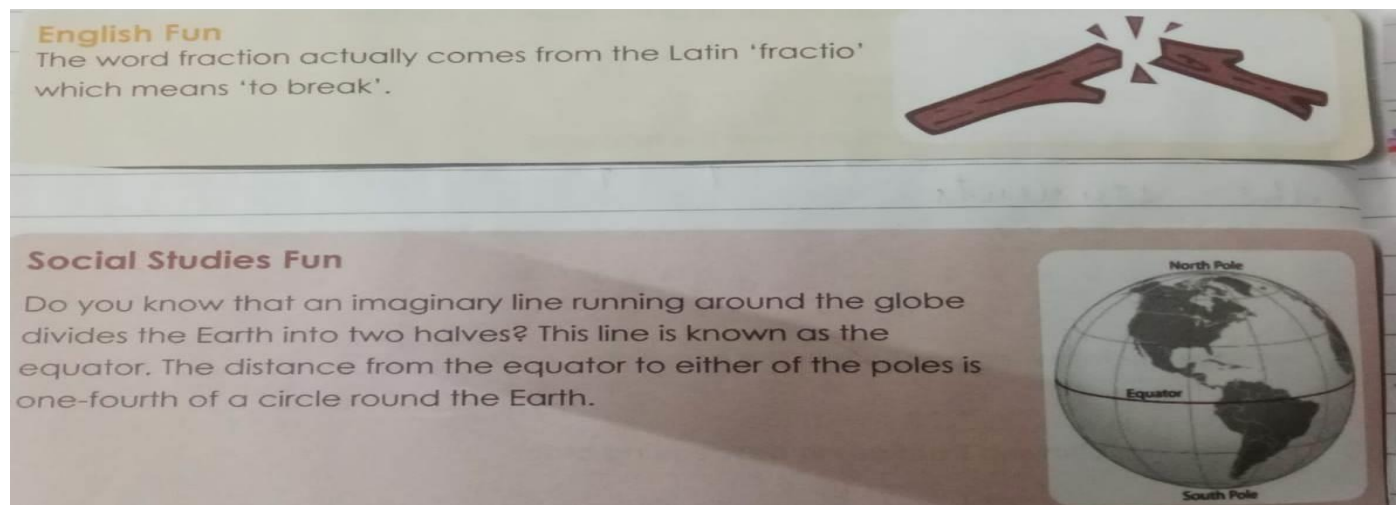 English Fun
The word fraction actually comes from the Latin ‘fractio’
which means ‘to break’.
Social Studies Fun
Do you know that an imaginary line running around the globe
divides the Earth into two halves? This line is known as the
equator. The distance from the equator to either of the poles is
one-fourth of a circle round the Earth.
North Pole
Equator
South Pole